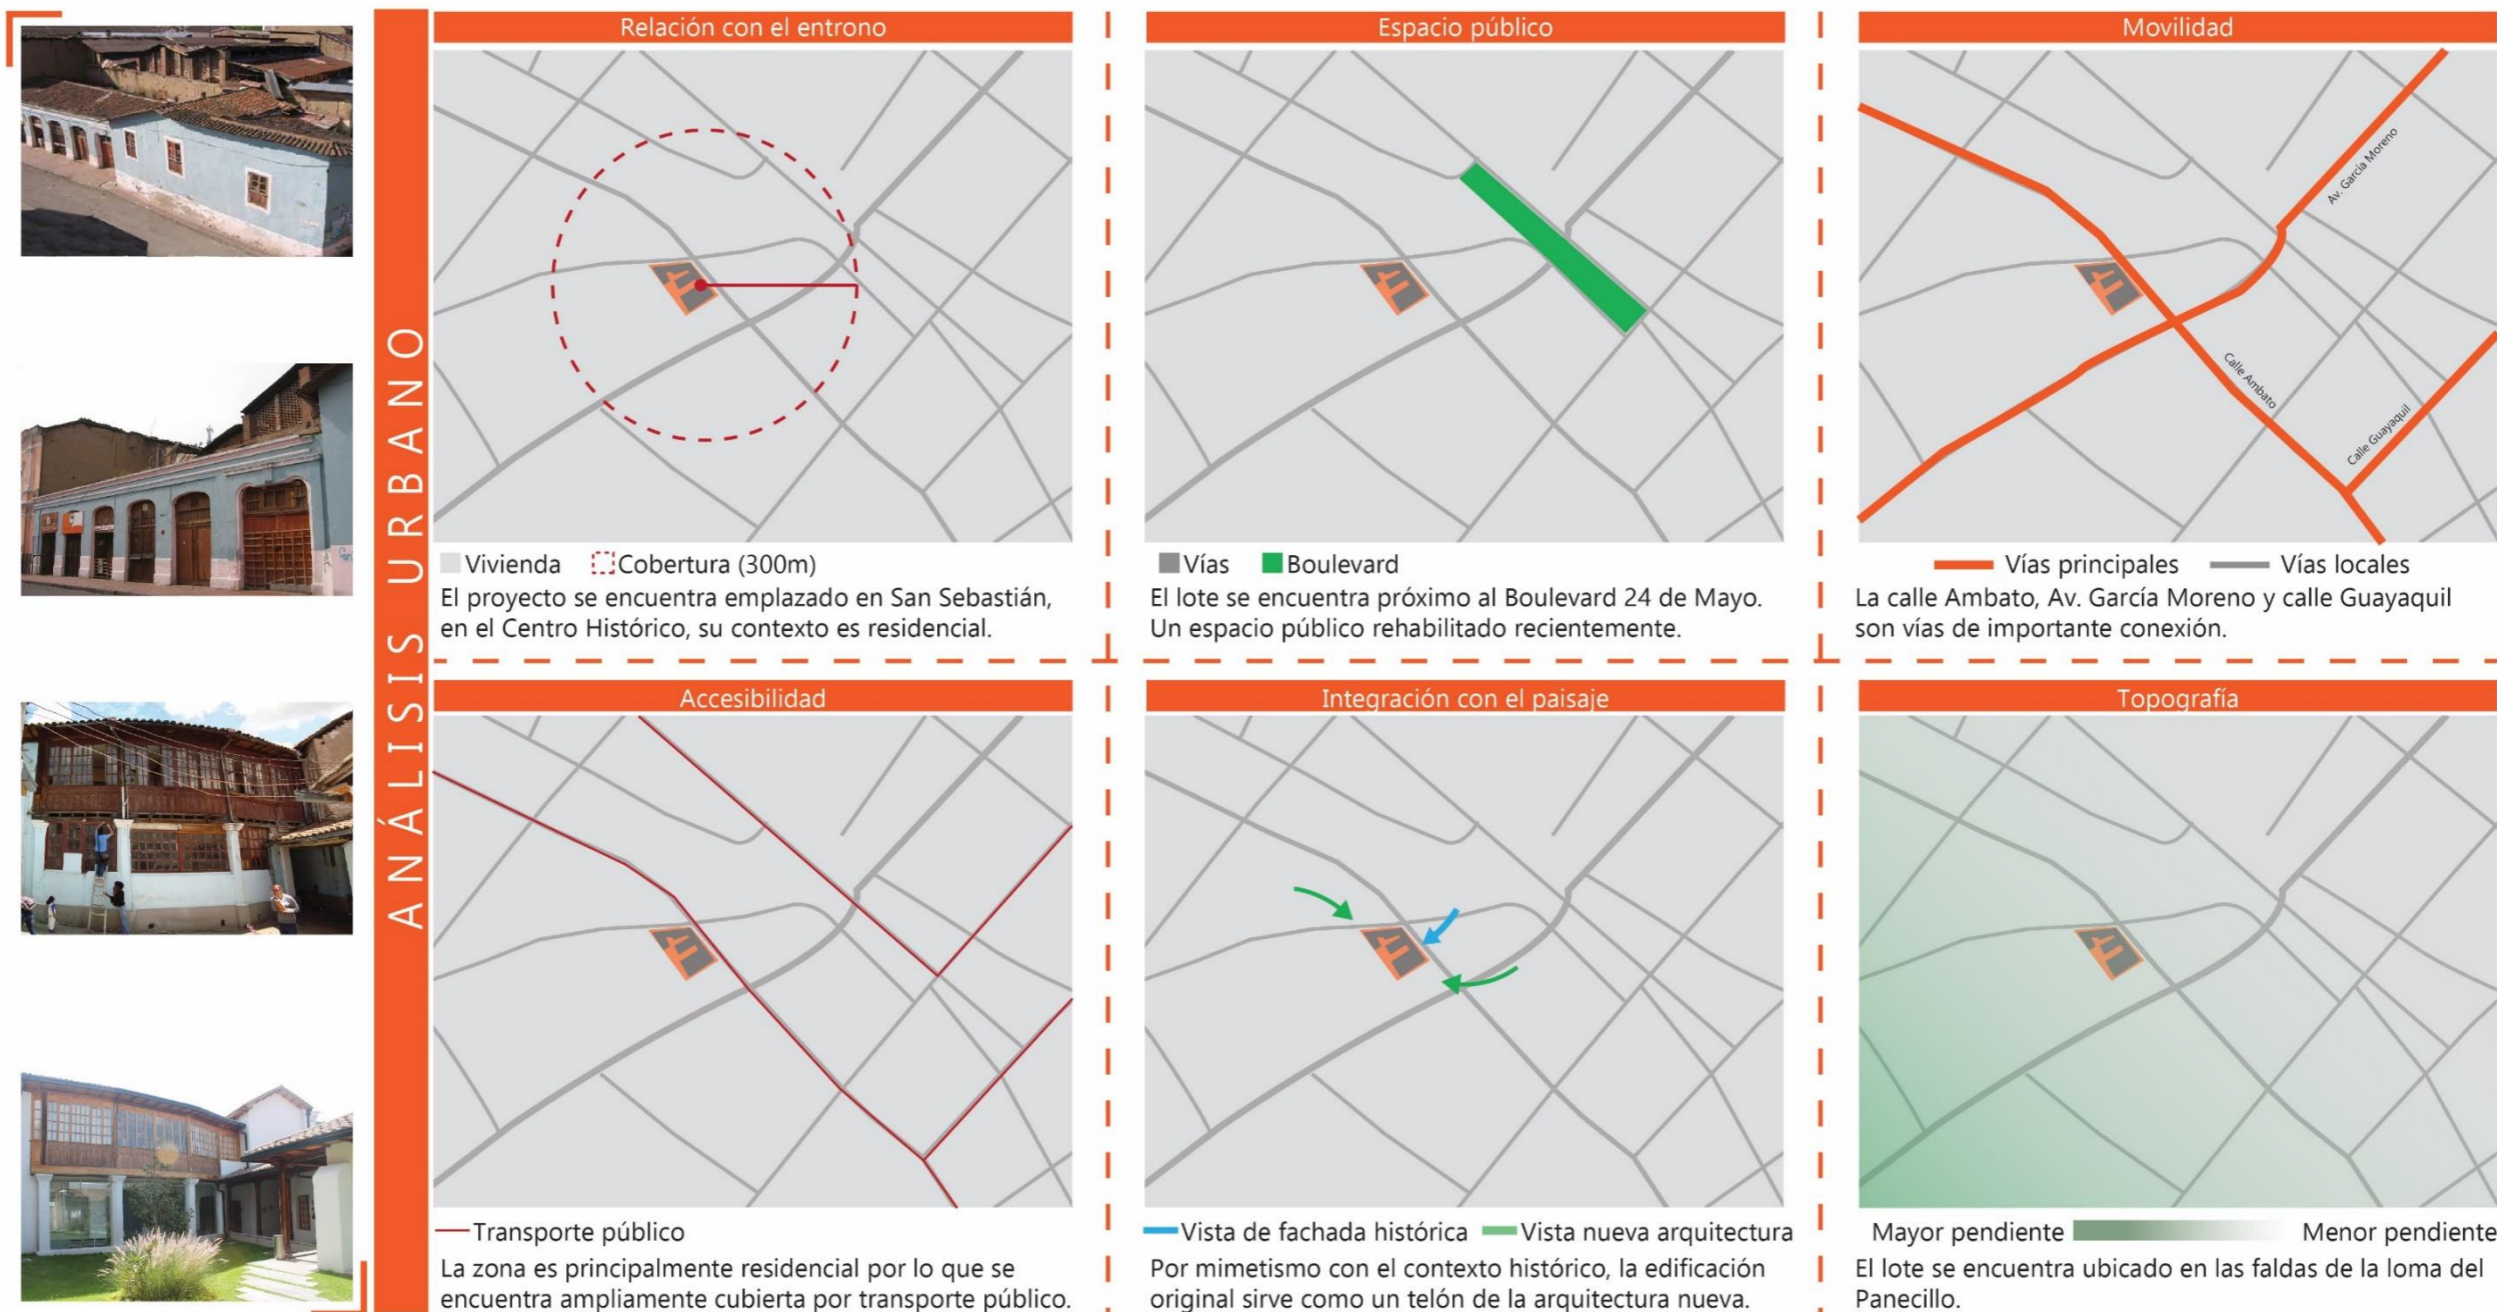 ANÁLISIS URBANO
Relación con el entrono
Vivienda Cobertura (300m)
El proyecto se encuentra emplazado en San Sebastián,
en el Centro Histórico, su contexto es residencial.
Espacio público
Vías Boulevard
El lote se encuentra próximo al Boulevard 24 de Mayo.
Un espacio público rehabilitado recientemente.
Movilidad
Av. García Moreno
Calle Ambato
Calle Guayaquil
Vías principales Vías locales
La calle Ambato, Av. García Moreno y calle Guayaquil
son vías de importante conexión.
Accesibilidad
Transporte público
La zona es principalmente residencial por lo que se
encuentra ampliamente cubierta por transporte público.
Integración con el paisaje
Vista de fachada histórica Vista nueva arquitectura
Por mimetismo con el contexto histórico, la edificación
original sirve como un telón de la arquitectura nueva.
Topografía
Mayor pendiente Menor pendiente
El lote se encuentra ubicado en las faldas de la loma del
Panecillo.